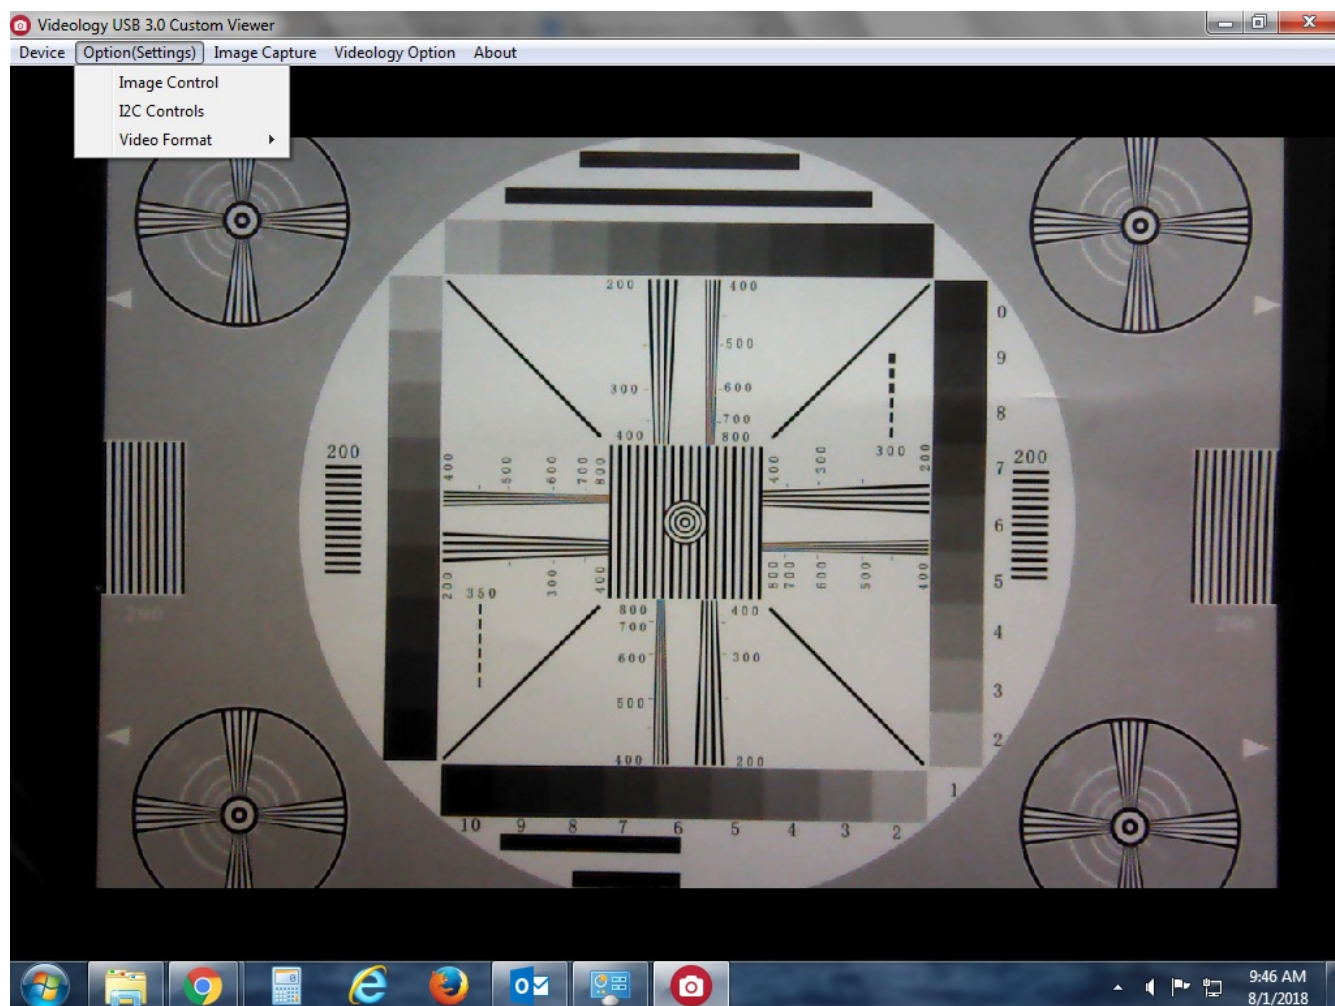 Videology USB 3.0 Custom Viewer
Device Option(Settings) Image Capture Videology Option About
Image Control
I2C Controls
Video Format
200 400
0
500
9
300 600
8
700
400 800
300
200
400 500 600 700 800
400 300 200
7 200
6
200 300 400
800 700 600 500 400
5
350
800 400
700
200
200
4
600 300
3
500
2
400 200
1
10 9 8 7 6 5 4 3 2
9:46 AM
8/1/2018